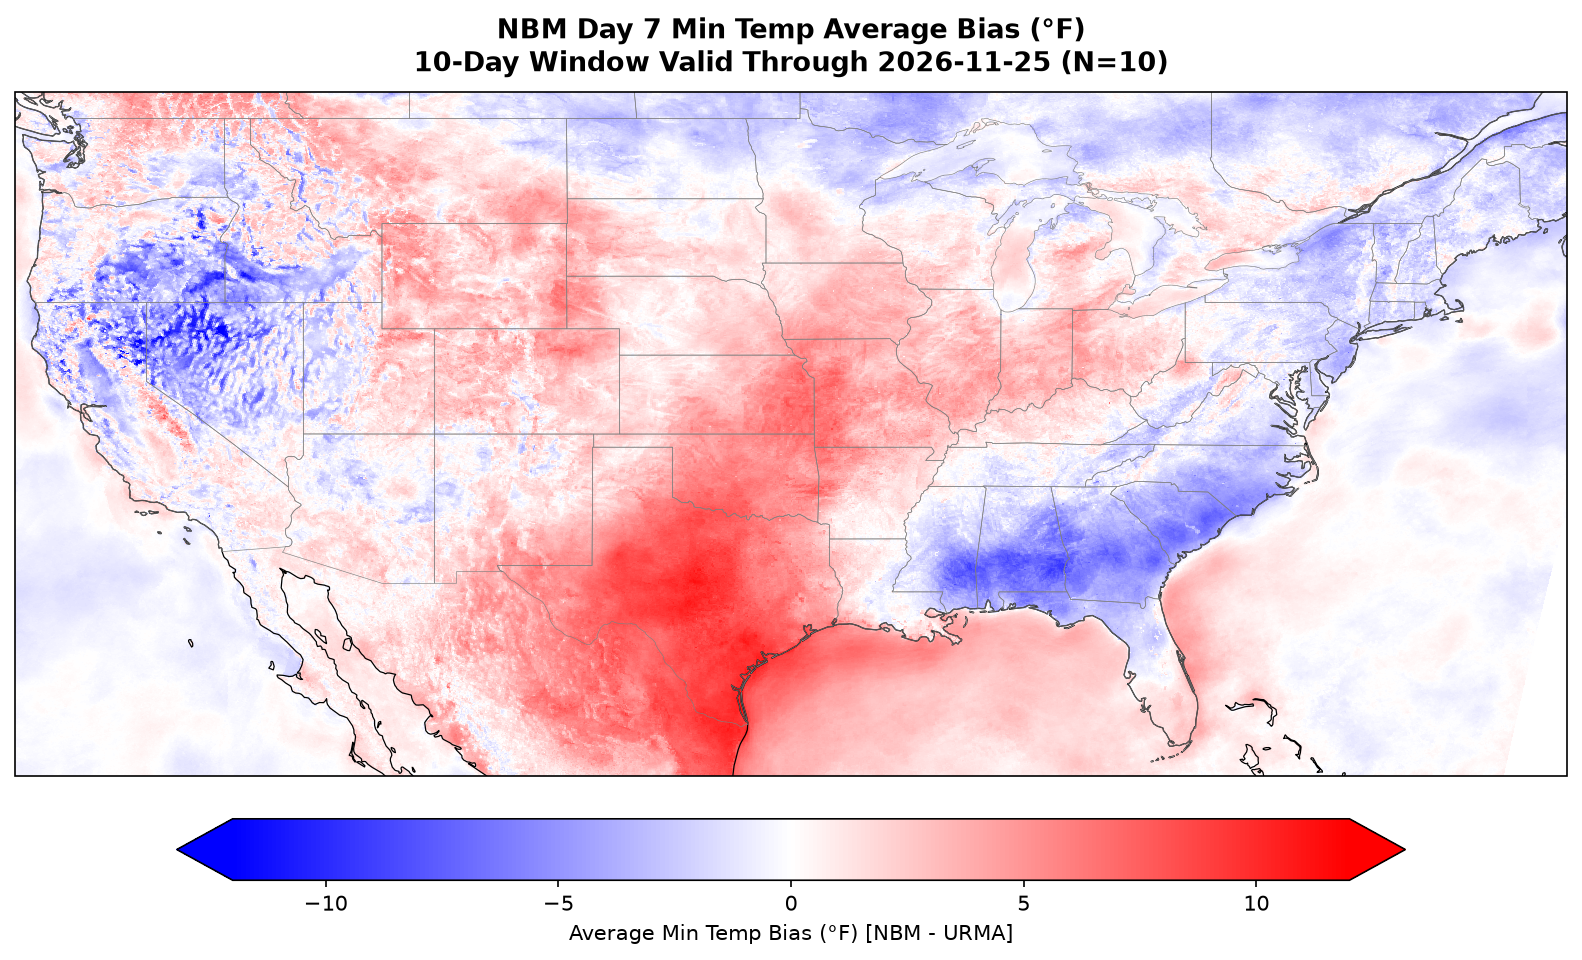 NBM Day 7 Min Temp Average Bias (°F)
10-Day Window Valid Through 2026-11-25 (N=10)
−10 −5 0 5 10
Average Min Temp Bias (°F) [NBM - URMA]